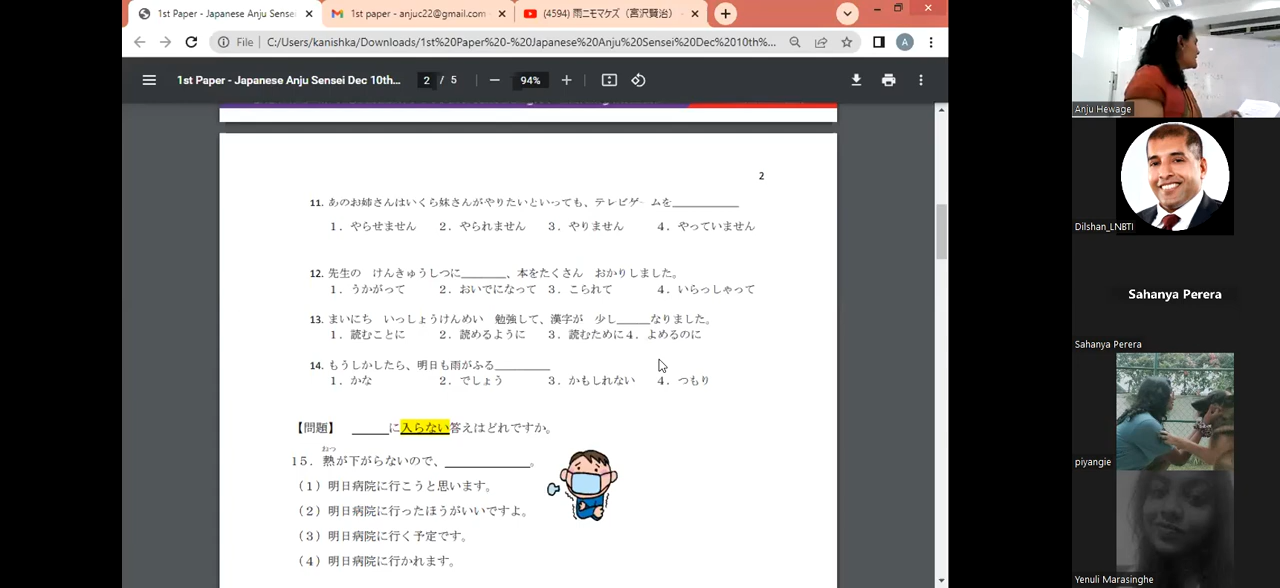 1st Paper - Japanese Anju Sensei
1st paper - anjuc22@gmail.com -
(4594) 雨ニモマケズ（宮沢賢治）-
File
C:/Users/kanishka/Downloads/1st%20Paper%20-%20Japanese%20Anju%20Sensei%20Dec%2010th%...
A
1st Paper - Japanese Anju Sensei Dec 10th...
2 / 5
94%
2
11. あのお姉さんはいくら妹さんがやりたいといっても、テレビゲームを________
1．やらせません 2．やられません 3．やりません 4．やっていません
12. 先生の けんきゅうしつに______、本をたくさん おかりしました。
1．うかがって 2．おいでになって 3．こられて 4．いらっしゃって
13. まいにち いっしょうけんめい 勉強して、漢字が 少し_____なりました。
1．読むことに 2．読めるように 3．読むために 4．よめるのに
14. もうしかしたら、明日も雨がふる________
1．かな 2．でしょう 3．かもしれない 4．つもり
【問題】 _____に入らない答えはどれですか。
おつ
15．熱が下がらないので、____________。
（1）明日病院に行こうと思います。
（2）明日病院に行ったほうがいいですよ。
（3）明日病院に行く予定です。
（4）明日病院に行かれます。
Anju Hewage
Dilshan_LNBTI
Sahanya Perera
Sahanya Perera
piyangie
Yenuli Marasinghe